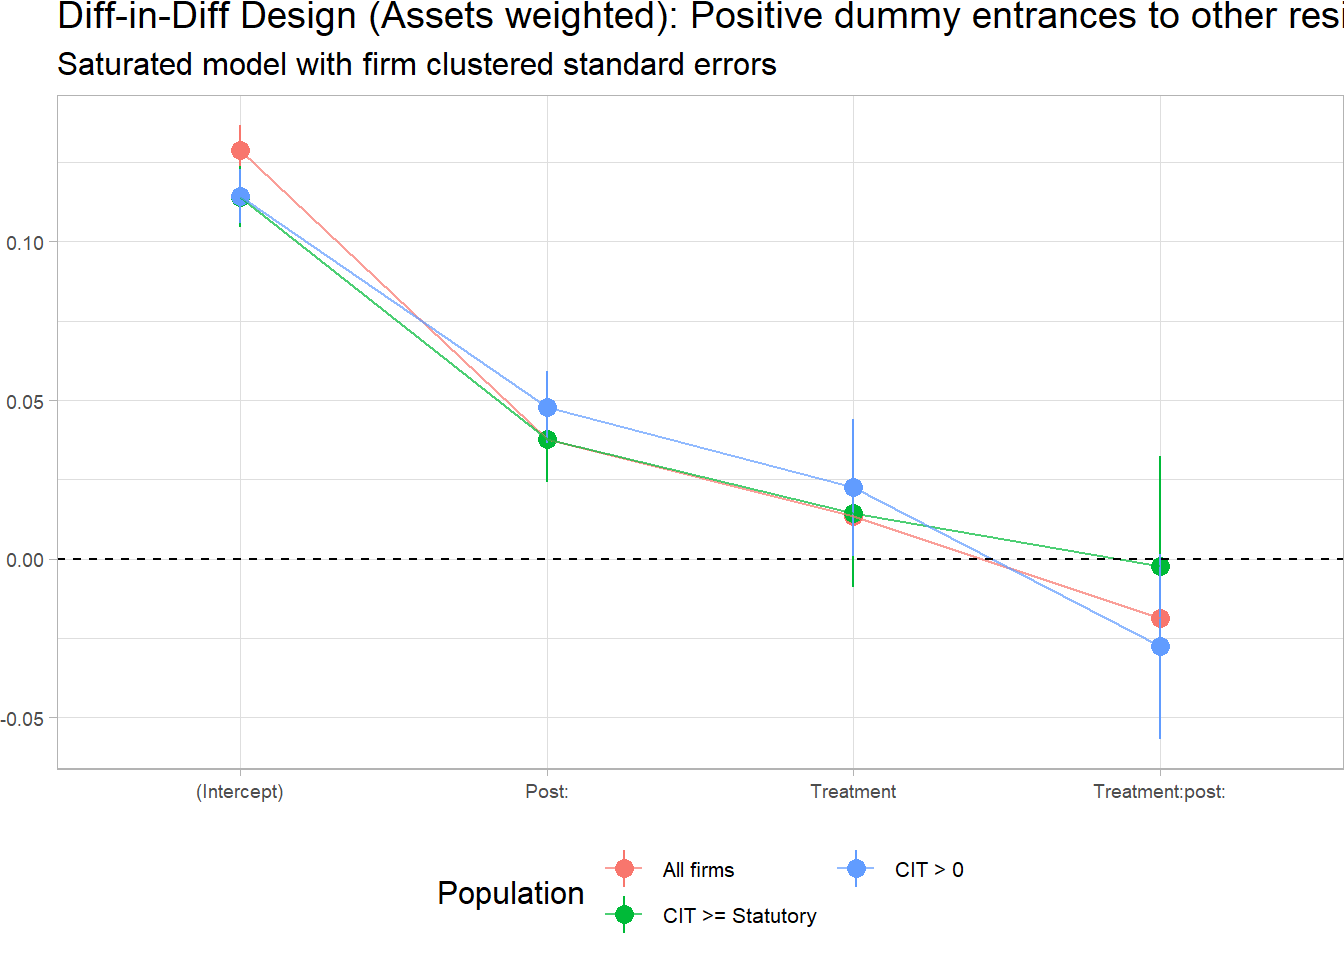 Diff-in-Diff Design (Assets weighted): Positive dummy entrances to other resi
Saturated model with firm clustered standard errors
0.10
0.05
0.00
-0.05
(Intercept)
Post:
Treatment
Treatment:post:
Population
All firms
CIT > 0
CIT >= Statutory